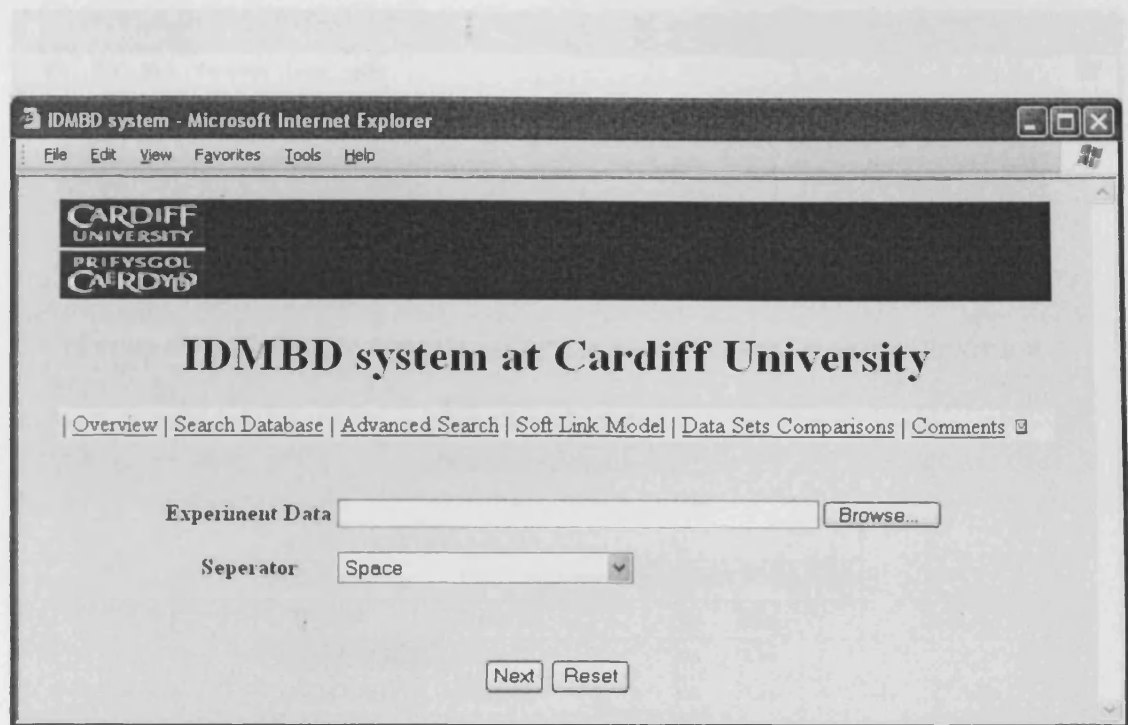 IDMBD system - Microsoft Internet Explorer
File Edit View Favorites Tools Help
CARDIFF
UNIVERSITY
PRIFYSGOL
CAERDYDD
IDMBD system at Cardiff University
| Overview | Search Database | Advanced Search | Soft Link Model | Data Sets Comparisons | Comments
Experiment Data Browse...
Seperator Space
Next Reset